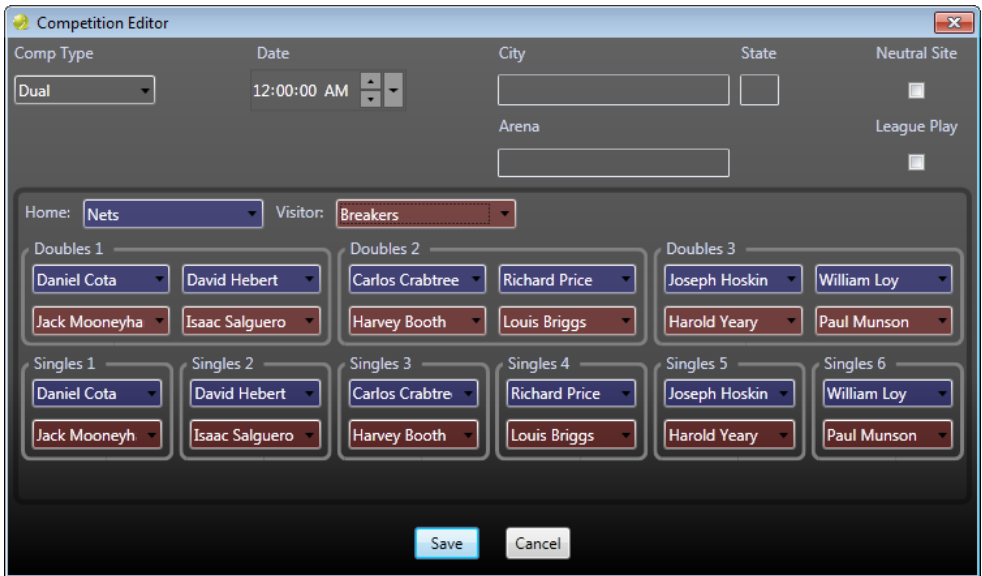 Competition Editor
Comp Type Date City State Neutral Site
Dual 12:00:00 AM
Arena League Play
Home: Nets Visitor: Breakers
Doubles 1 Doubles 2 Doubles 3
Daniel Cota David Hebert Carlos Crabtree Richard Price Joseph Hoskin William Loy
Jack Mooneyha Isaac Salguero Harvey Booth Louis Briggs Harold Yeary Paul Munson
Singles 1 Singles 2 Singles 3 Singles 4 Singles 5 Singles 6
Daniel Cota David Hebert Carlos Crabtre Richard Price Joseph Hoskin William Loy
Jack Mooneyh Isaac Salguero Harvey Booth Louis Briggs Harold Yeary Paul Munson
Save Cancel